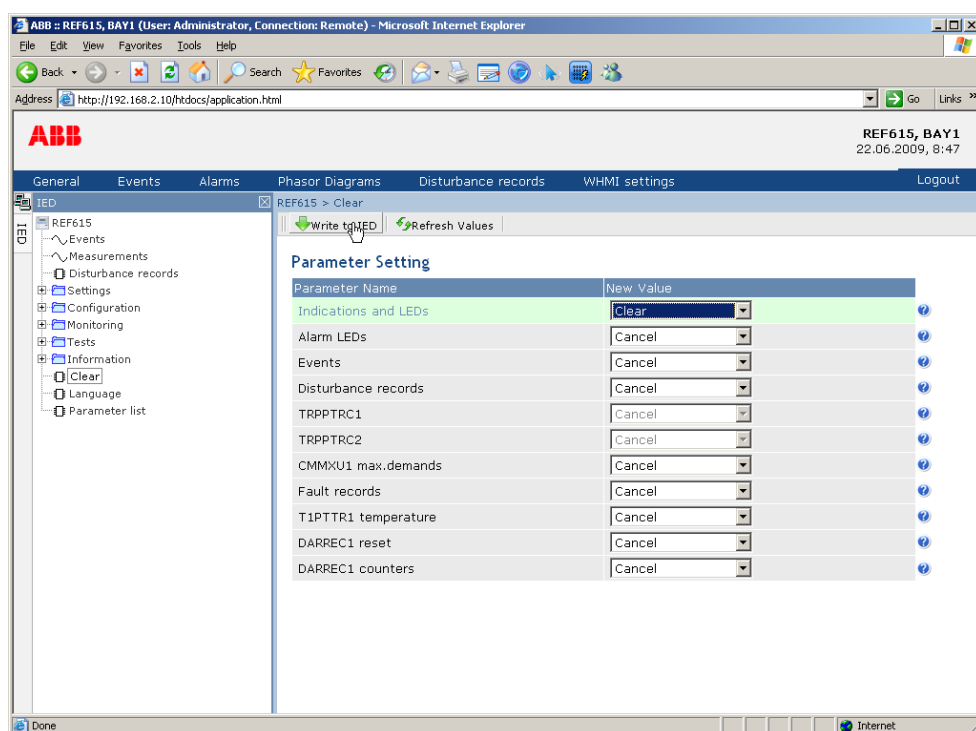 ABB :: REF615, BAY1 (User: Administrator, Connection: Remote) - Microsoft Internet Explorer
File Edit View Favorites Tools Help
Back Search Favorites
Address http://192.168.2.10/htdocs/application.html Go Links »
ABB
REF615, BAY1
22.06.2009, 8:47
General Events Alarms Phasor Diagrams Disturbance records WHMI settings Logout
IED
IED
REF615
Events
Measurements
Disturbance records
Settings
Configuration
Monitoring
Tests
Information
Clear
Language
Parameter list
REF615 > Clear
Write to IED Refresh Values
Parameter Setting
Parameter Name New Value
Indications and LEDs Clear
Alarm LEDs Cancel
Events Cancel
Disturbance records Cancel
TRPPTRC1 Cancel
TRPPTRC2 Cancel
CMMXU1 max.demands Cancel
Fault records Cancel
T1PTTR1 temperature Cancel
DARREC1 reset Cancel
DARREC1 counters Cancel
Done Internet